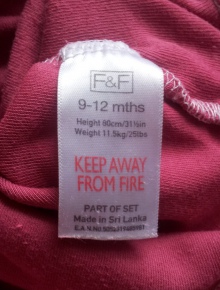 F&F
9-12 mths
Height 80cm/31½in
Weight 11.5kg/25lbs
KEEP AWAY
FROM FIRE
PART OF SET
Made in Sri Lanka
E.A.N.NO.